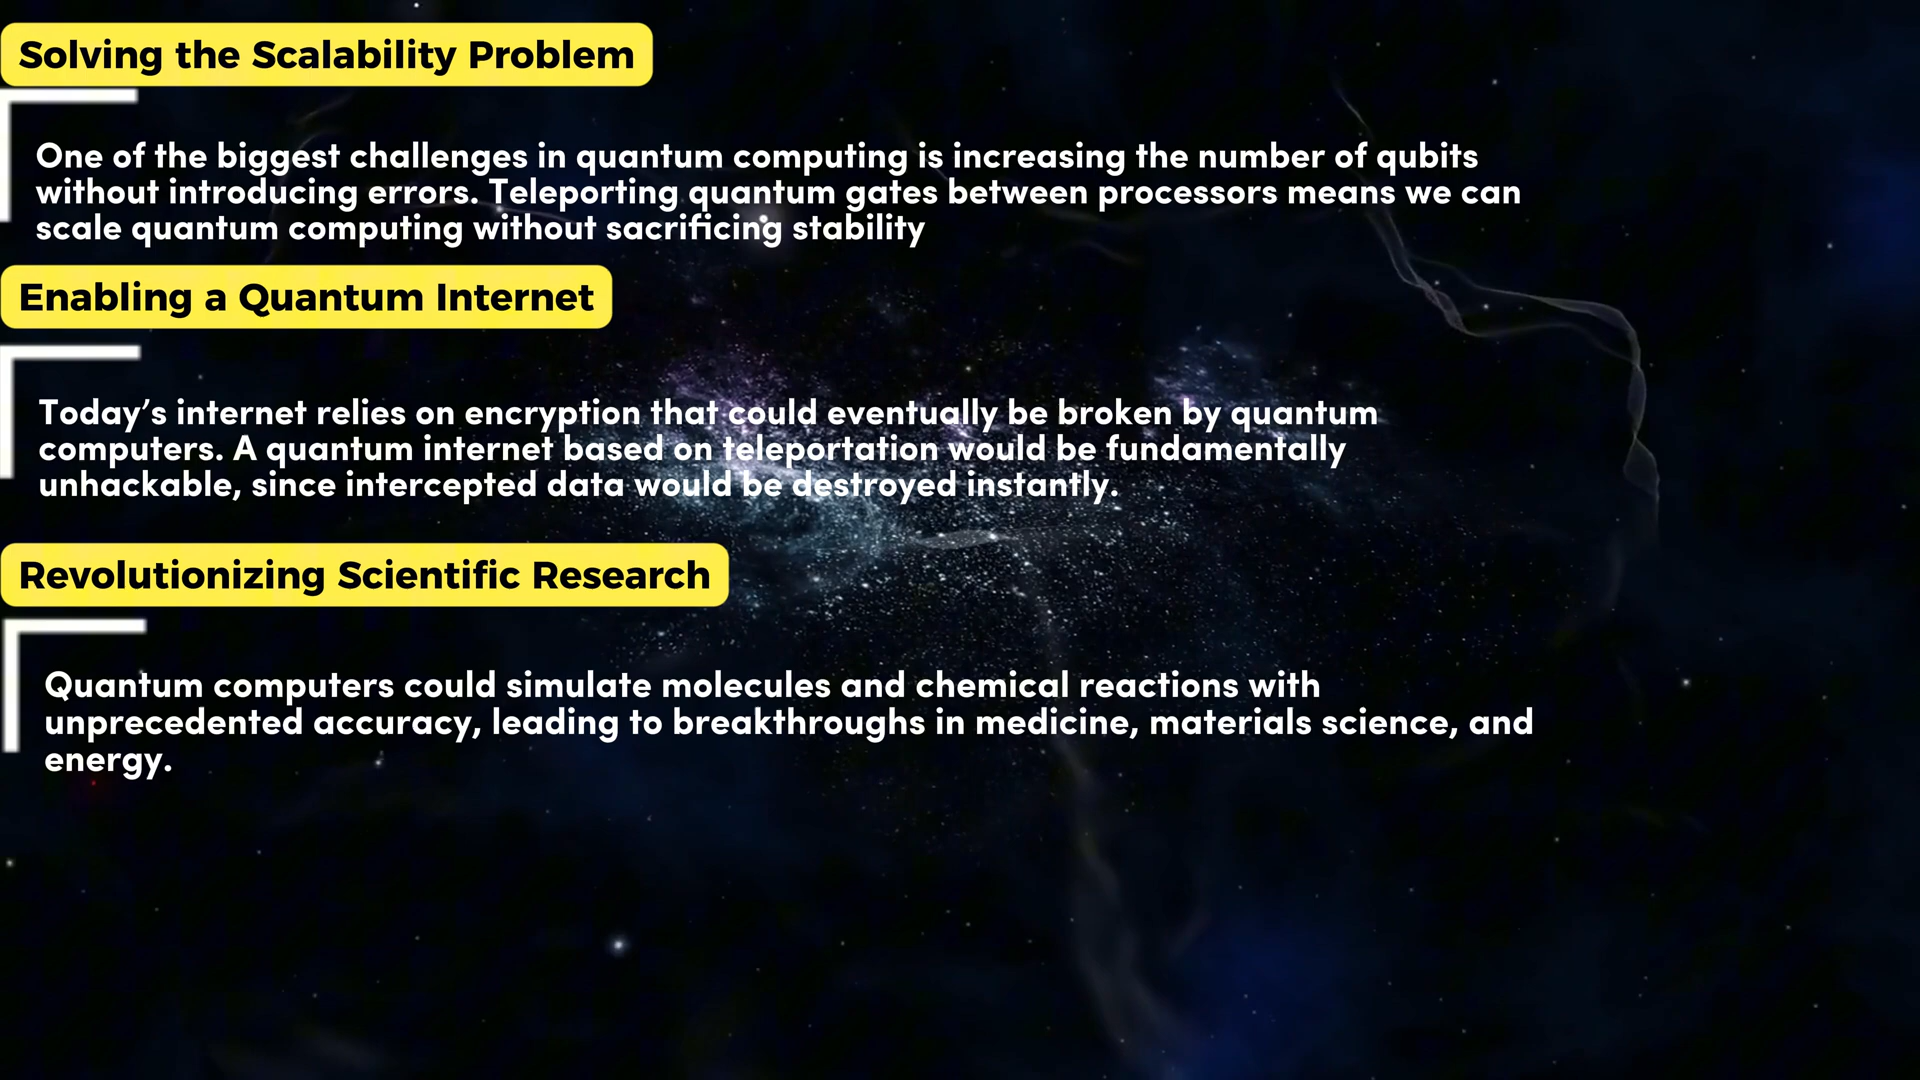 Solving the Scalability Problem
One of the biggest challenges in quantum computing is increasing the number of qubits
without introducing errors. Teleporting quantum gates between processors means we can
scale quantum computing without sacrificing stability
Enabling a Quantum Internet
Today’s internet relies on encryption that could eventually be broken by quantum
computers. A quantum internet based on teleportation would be fundamentally
unhackable, since intercepted data would be destroyed instantly.
Revolutionizing Scientific Research
Quantum computers could simulate molecules and chemical reactions with
unprecedented accuracy, leading to breakthroughs in medicine, materials science, and
energy.